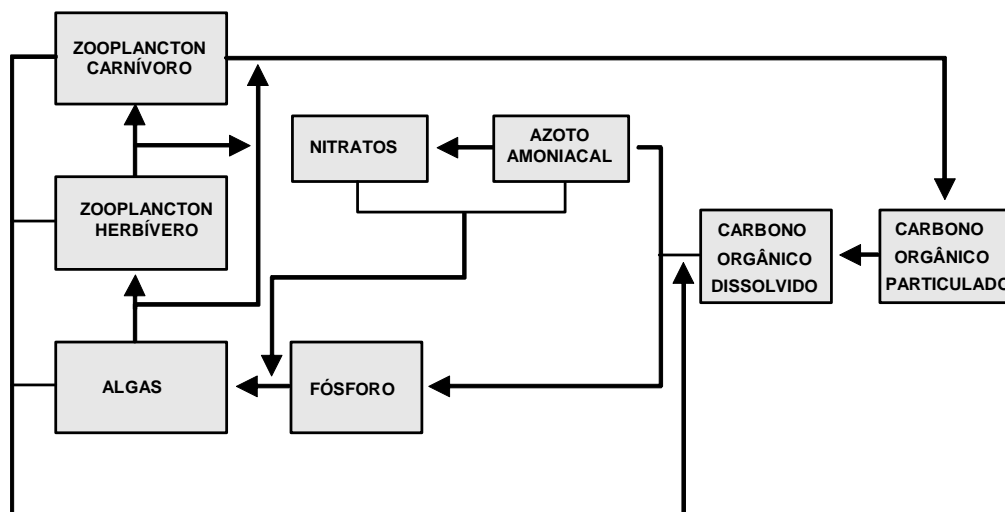 ZOOPLANCTON
CARNÍVORO
NITRATOS
AZOTO
AMONIACAL
ZOOPLANCTON
HERBÍVERO
CARBONO
ORGÂNICO
DISSOLVIDO
CARBONO
ORGÂNICO
PARTICULADO
ALGAS
FÓSFORO